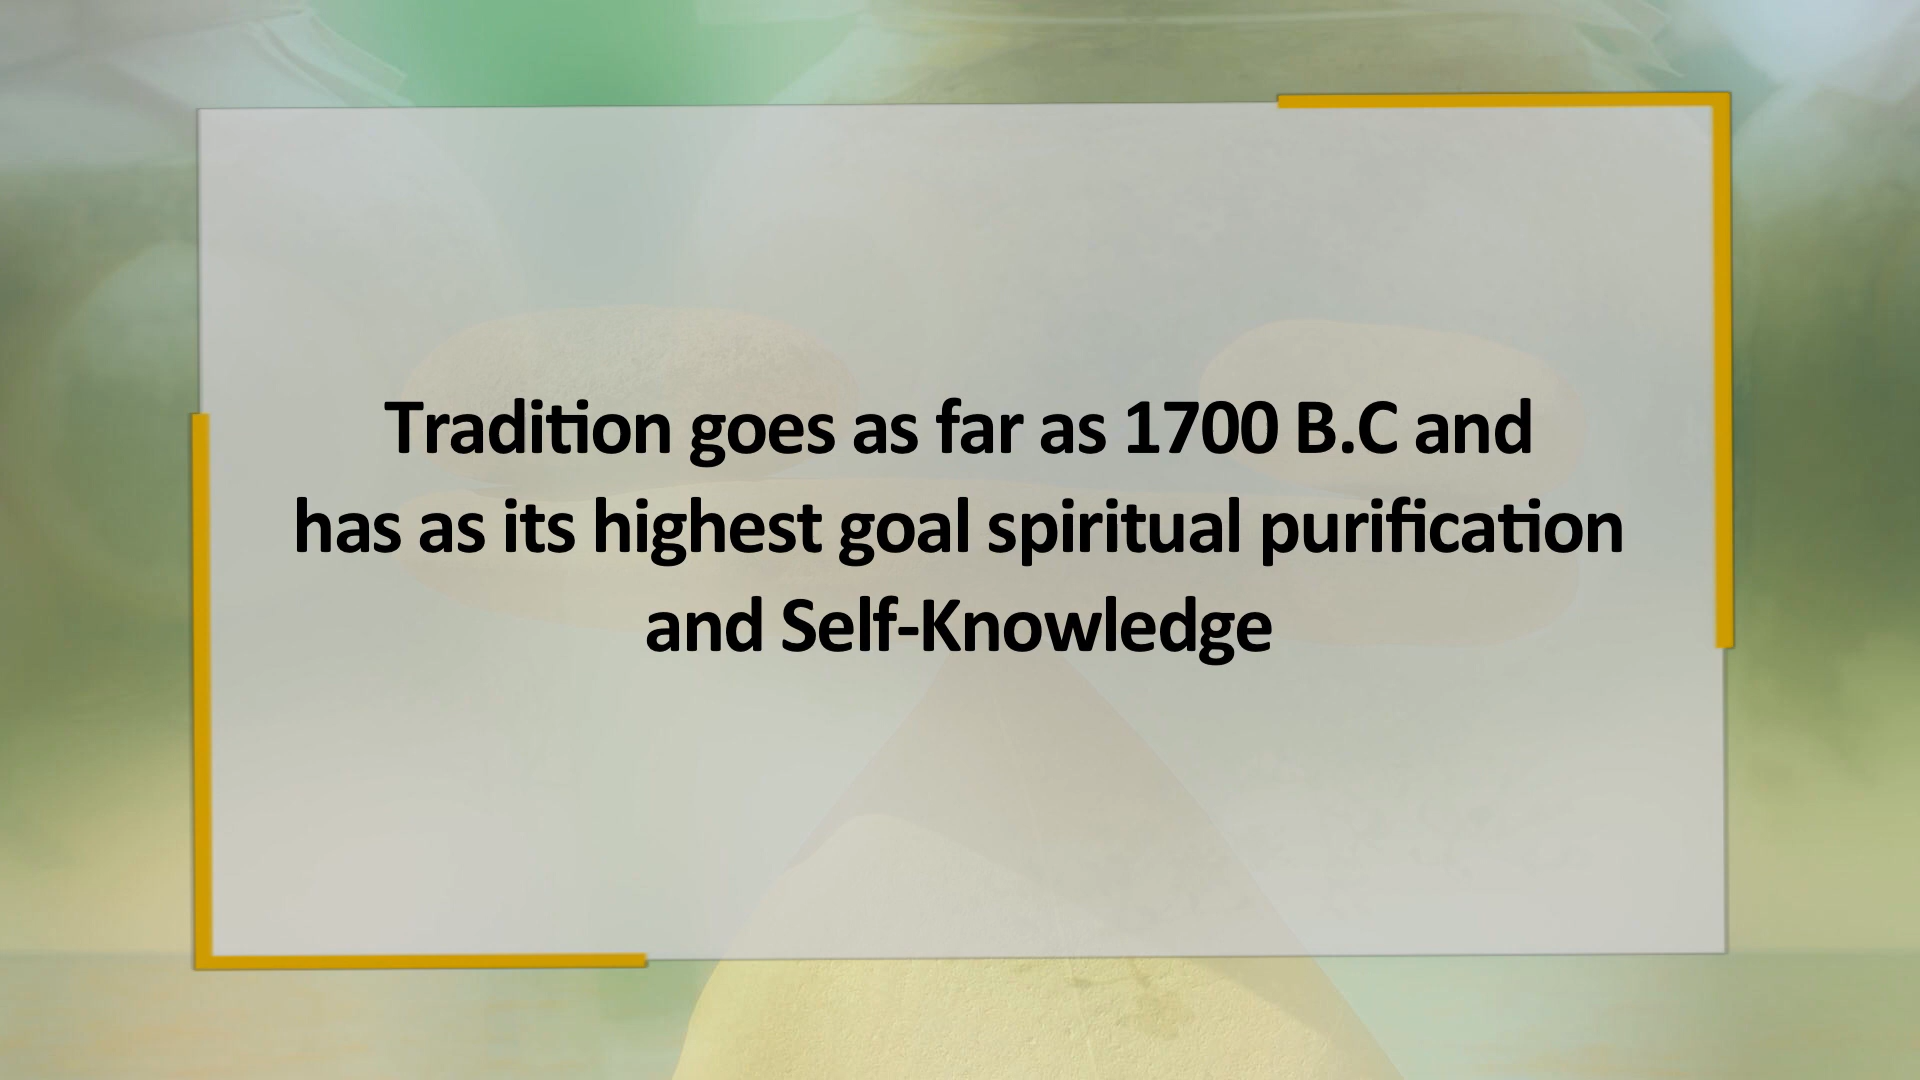 Tradition goes as far as 1700 B.C and
has as its highest goal spiritual purification
and Self-Knowledge